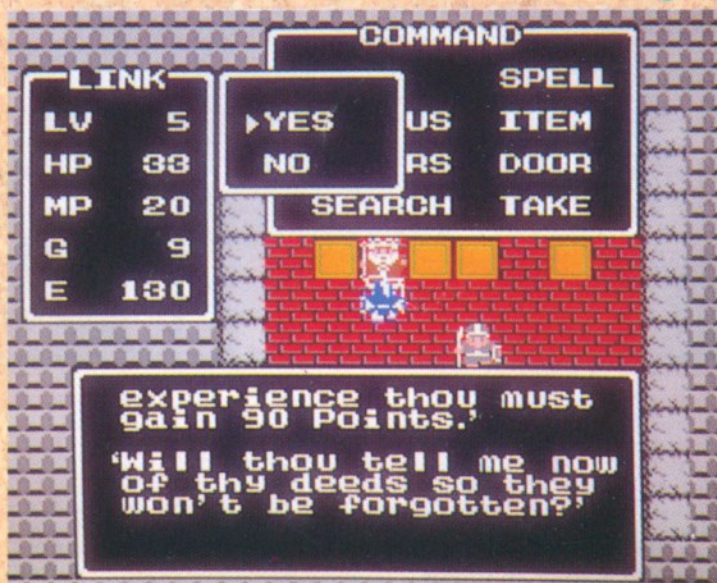 COMMAND
SPELL
US ITEM
RS DOOR
SEARCH TAKE
LINK
LV 5
HP 33
MP 20
G 9
E 130
▶YES
NO
experience thou must
gain 90 Points.’
‘Will thou tell me now
of thy deeds so they
won’t be forgotten?’